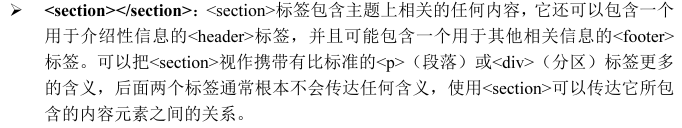 ➢ <section></section>：<section>标签包含主题上相关的任何内容，它还可以包含一个
用于介绍性信息的<header>标签，并且可能包含一个用于其他相关信息的<footer>
标签。可以把<section>视作携带有比标准的<p>（段落）或<div>（分区）标签更多
的含义，后面两个标签通常根本不会传达任何含义，使用<section>可以传达它所包
含的内容元素之间的关系。